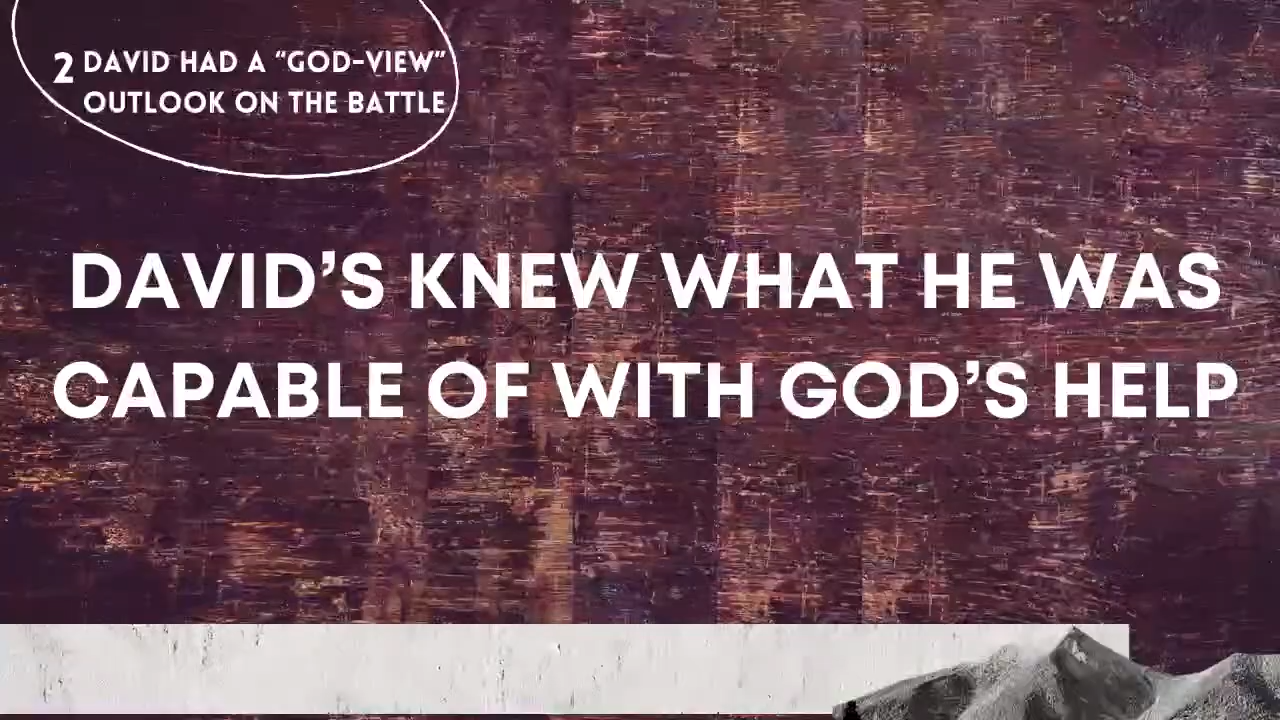 2 DAVID HAD A “GOD-VIEW”
OUTLOOK ON THE BATTLE
DAVID’S KNEW WHAT HE WAS
CAPABLE OF WITH GOD’S HELP